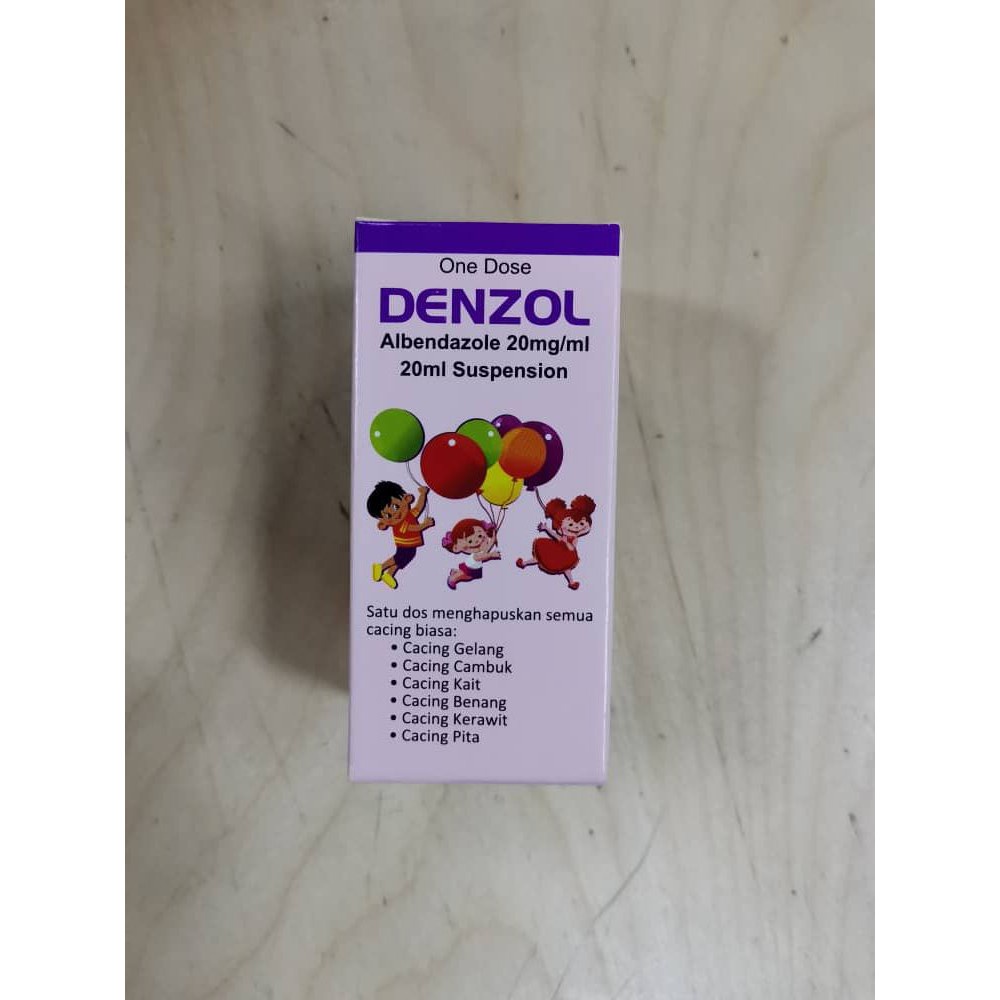 One Dose
DENZOL
Albendazole 20mg/ml
20ml Suspension
Satu dos menghapuskan semua
cacing biasa:
• Cacing Gelang
• Cacing Cambuk
• Cacing Kait
• Cacing Benang
• Cacing Kerawit
• Cacing Pita